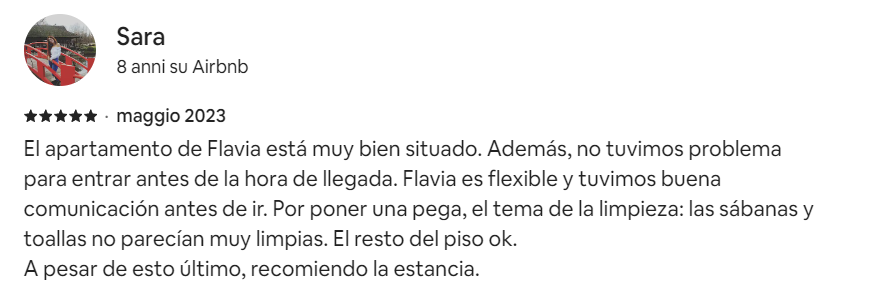 Sara
8 anni su Airbnb
★★★★★ · maggio 2023
El apartamento de Flavia está muy bien situado. Además, no tuvimos problema
para entrar antes de la hora de llegada. Flavia es flexible y tuvimos buena
comunicación antes de ir. Por poner una pega, el tema de la limpieza: las sábanas y
toallas no parecían muy limpias. El resto del piso ok.
A pesar de esto último, recomiendo la estancia.